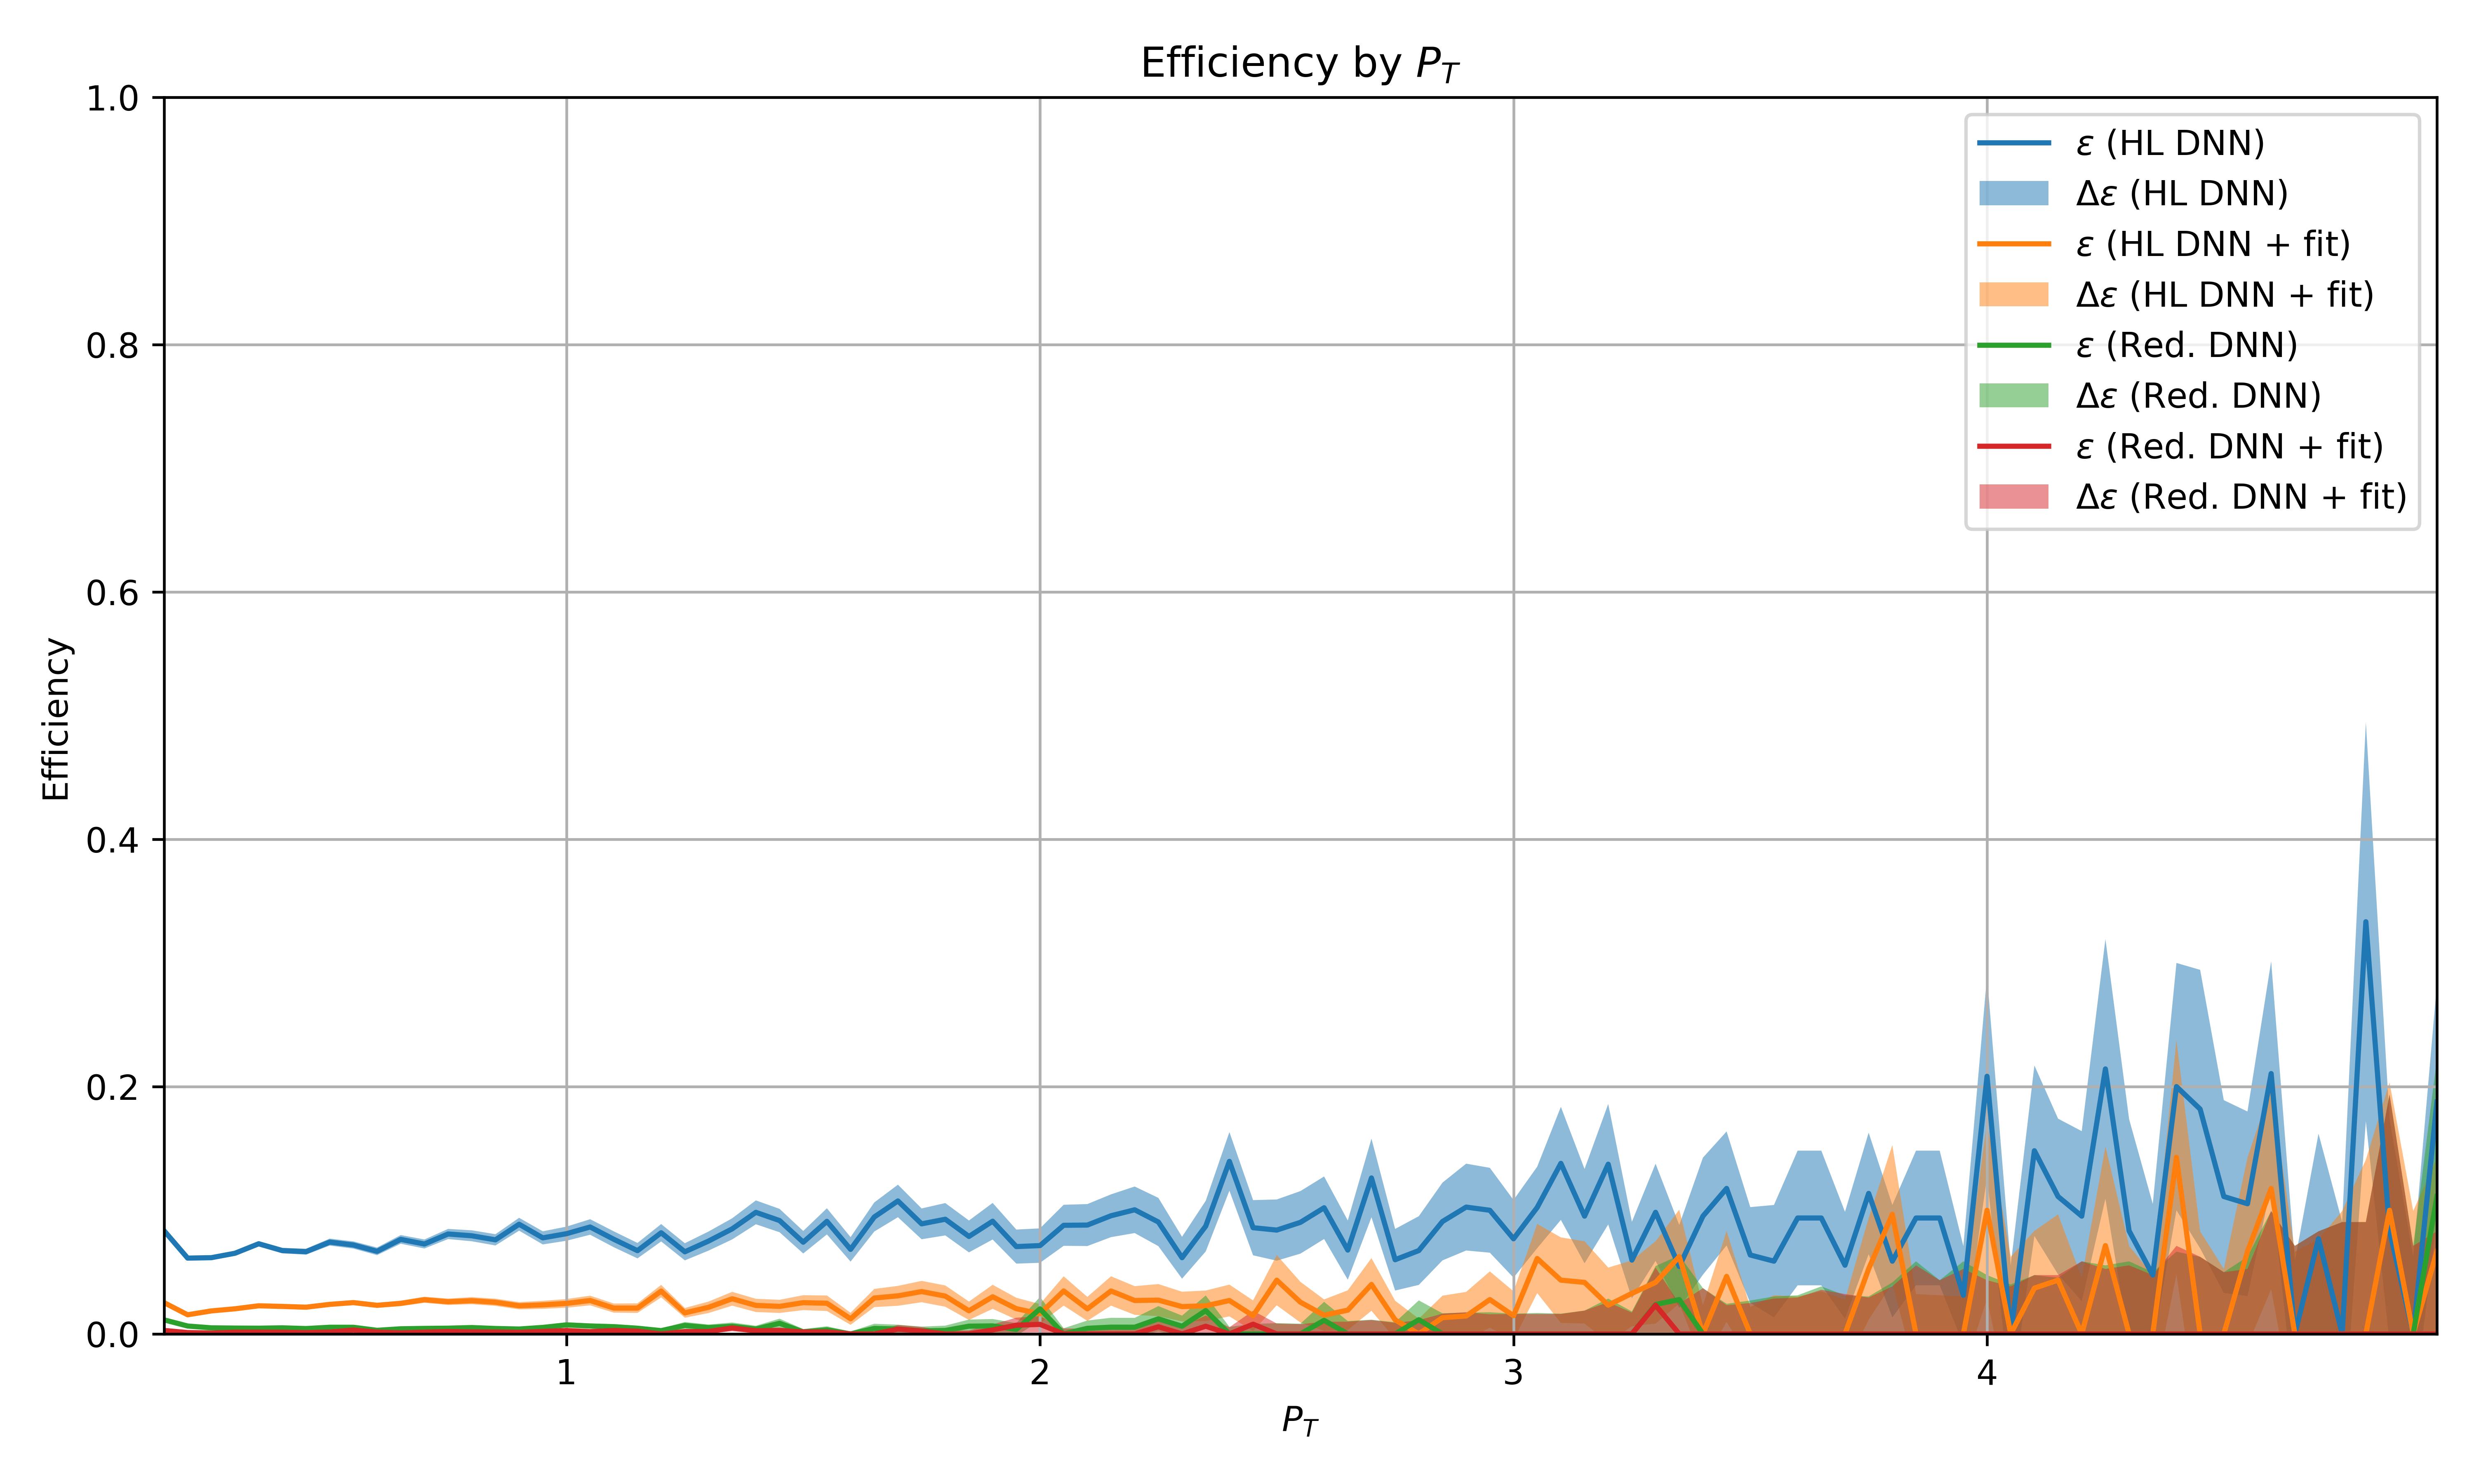 Efficiency by P_T
1.0
0.8
0.6
0.4
0.2
0.0
Efficiency
1 2 3 4
P_T
ε (HL DNN)
Δε (HL DNN)
ε (HL DNN + fit)
Δε (HL DNN + fit)
ε (Red. DNN)
Δε (Red. DNN)
ε (Red. DNN + fit)
Δε (Red. DNN + fit)